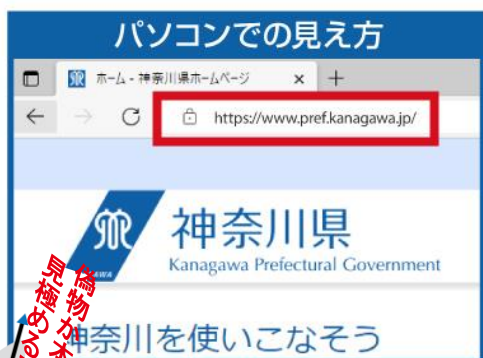 パソコンでの見え方
ホーム - 神奈川県ホームページ
https://www.pref.kanagawa.jp/
神奈川県
Kanagawa Prefectural Government
偽物か本
見極める
神奈川を使いこなそう